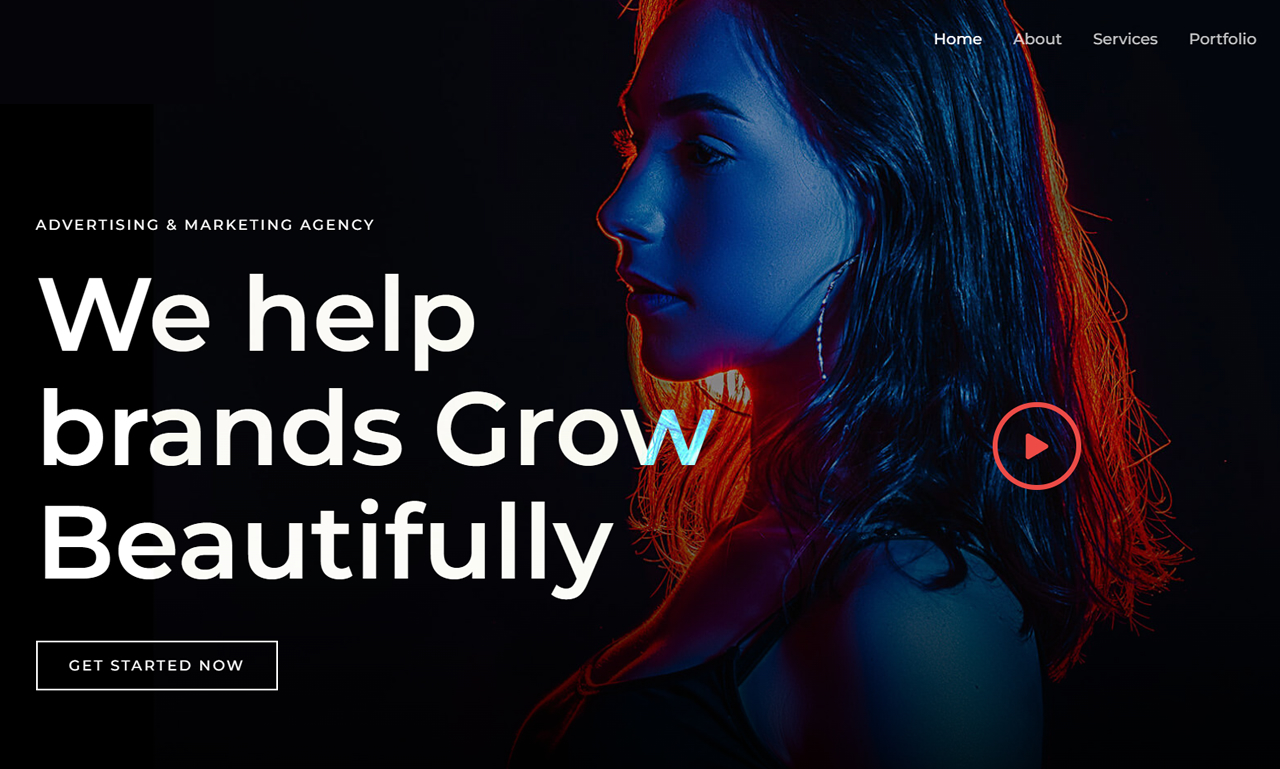 Home About Services Portfolio
ADVERTISING & MARKETING AGENCY
We help
brands Grow
Beautifully
GET STARTED NOW